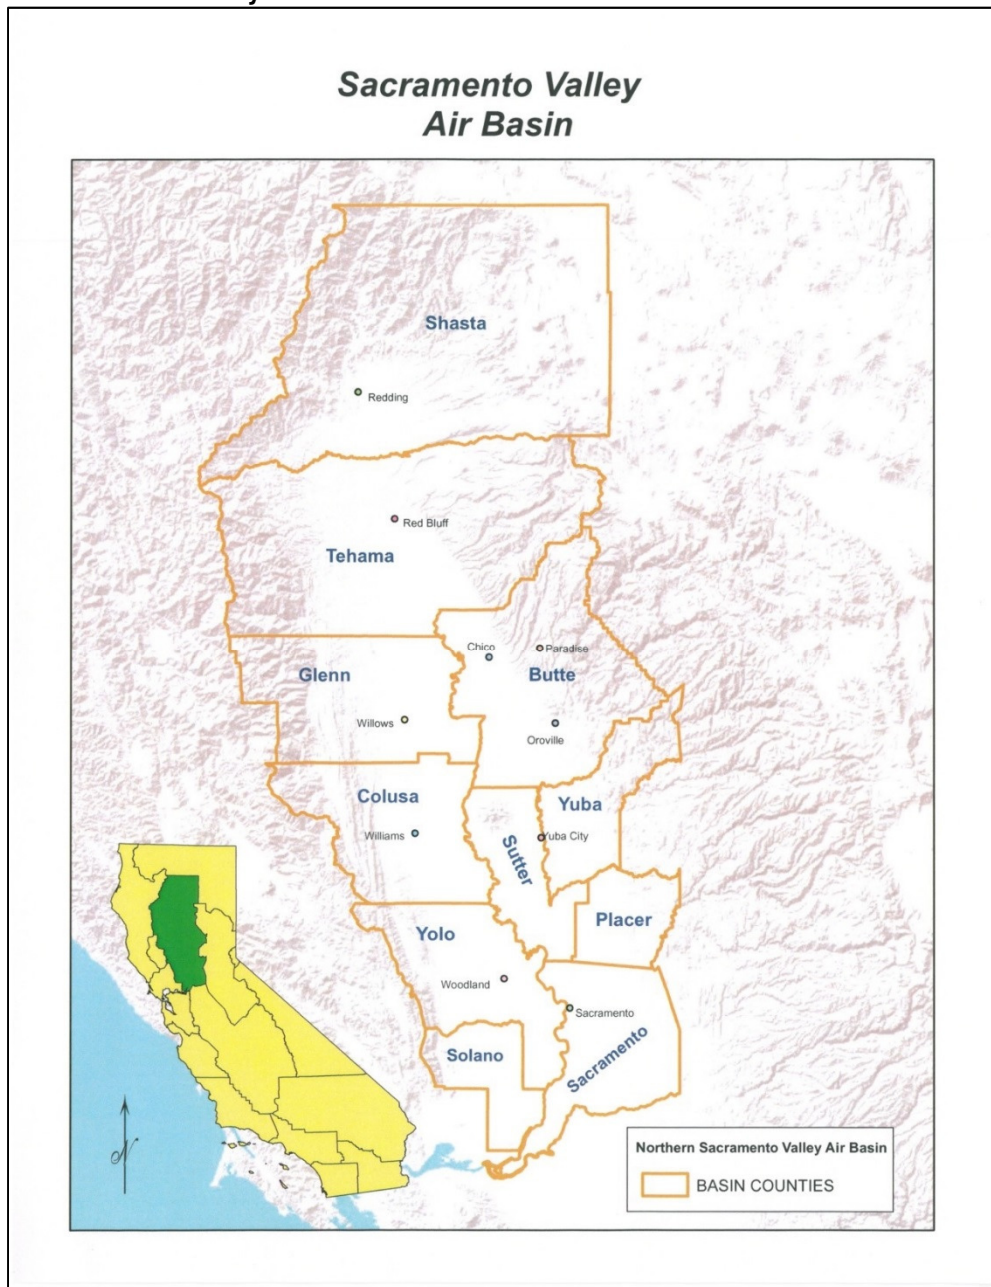 Sacramento Valley
Air Basin
Shasta
Redding
Red Bluff
Tehama
Chico
Paradise
Glenn
Butte
Willows
Oroville
Colusa
Yuba
Williams
Yuba City
Sutter
Placer
Yolo
Woodland
Sacramento
Solano
Sacramento
N
Northern Sacramento Valley Air Basin
BASIN COUNTIES